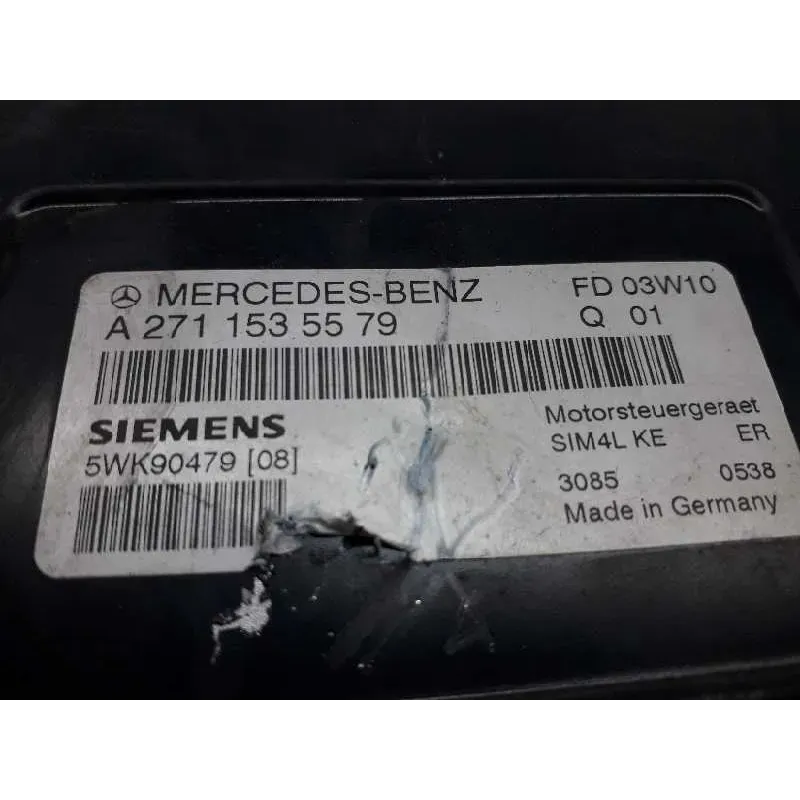 MERCEDES-BENZ FD 03W10
A 271 153 55 79 Q 01
Motorsteuergeraet
SIEMENS SIM4L KE ER
5WK90479 [08] 3085 0538
Made in Germany